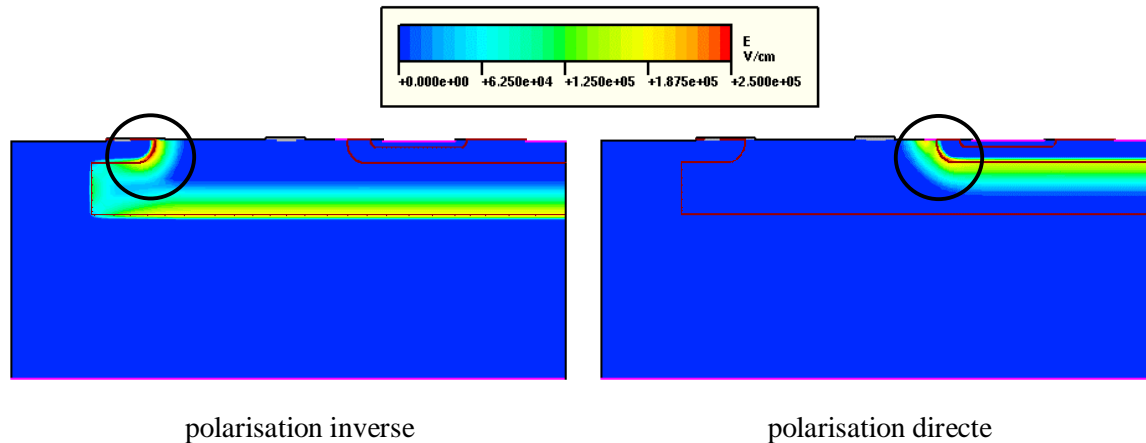 E
V/cm
+0.000e+00 +6.250e+04 +1.250e+05 +1.875e+05 +2.500e+05
polarisation inverse polarisation directe